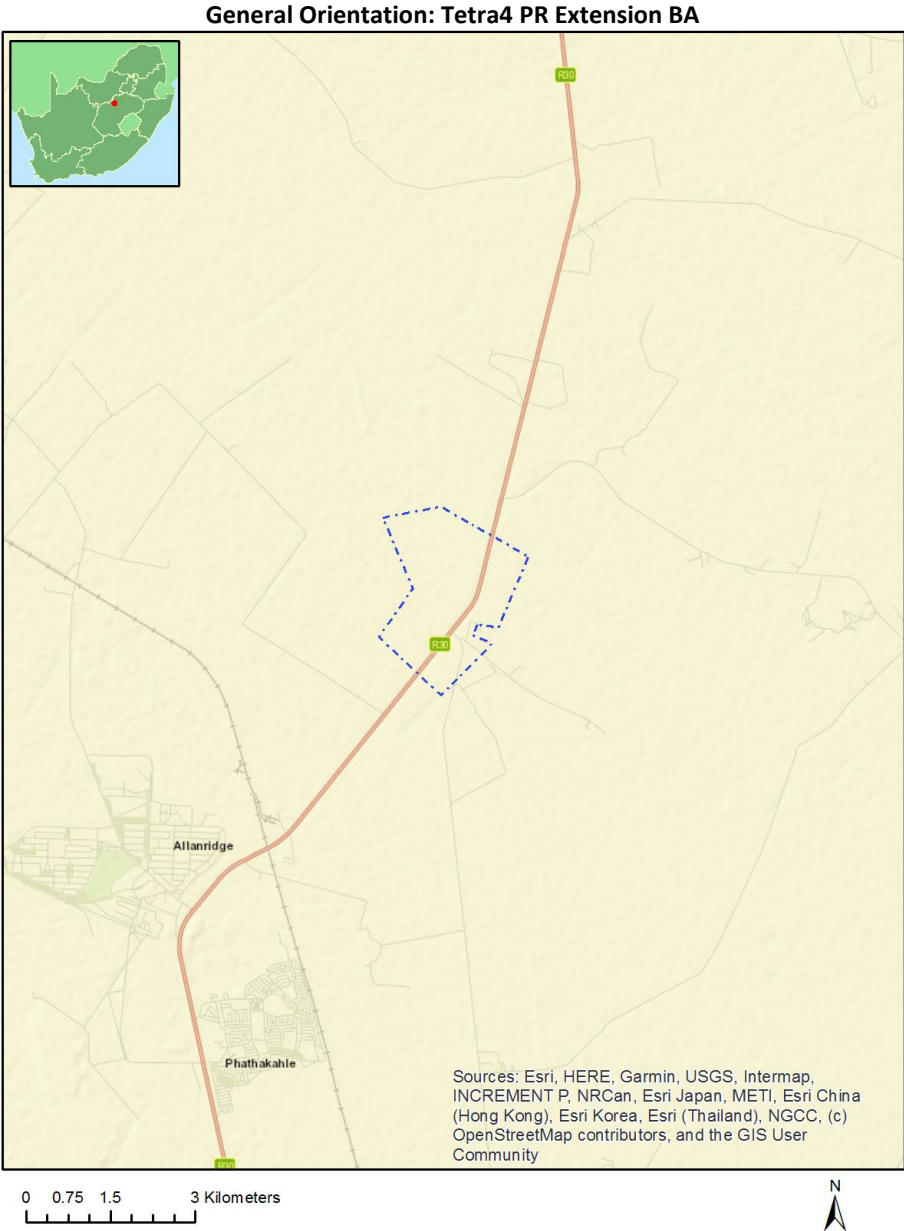 General Orientation: Tetra4 PR Extension BA
R30
R30
Allanridge
Phathakahle
Sources: Esri, HERE, Garmin, USGS, Intermap,
INCREMENT P, NRCan, Esri Japan, METI, Esri China
(Hong Kong), Esri Korea, Esri (Thailand), NGCC, (c)
OpenStreetMap contributors, and the GIS User
Community
R30
0 0.75 1.5 3 Kilometers
N